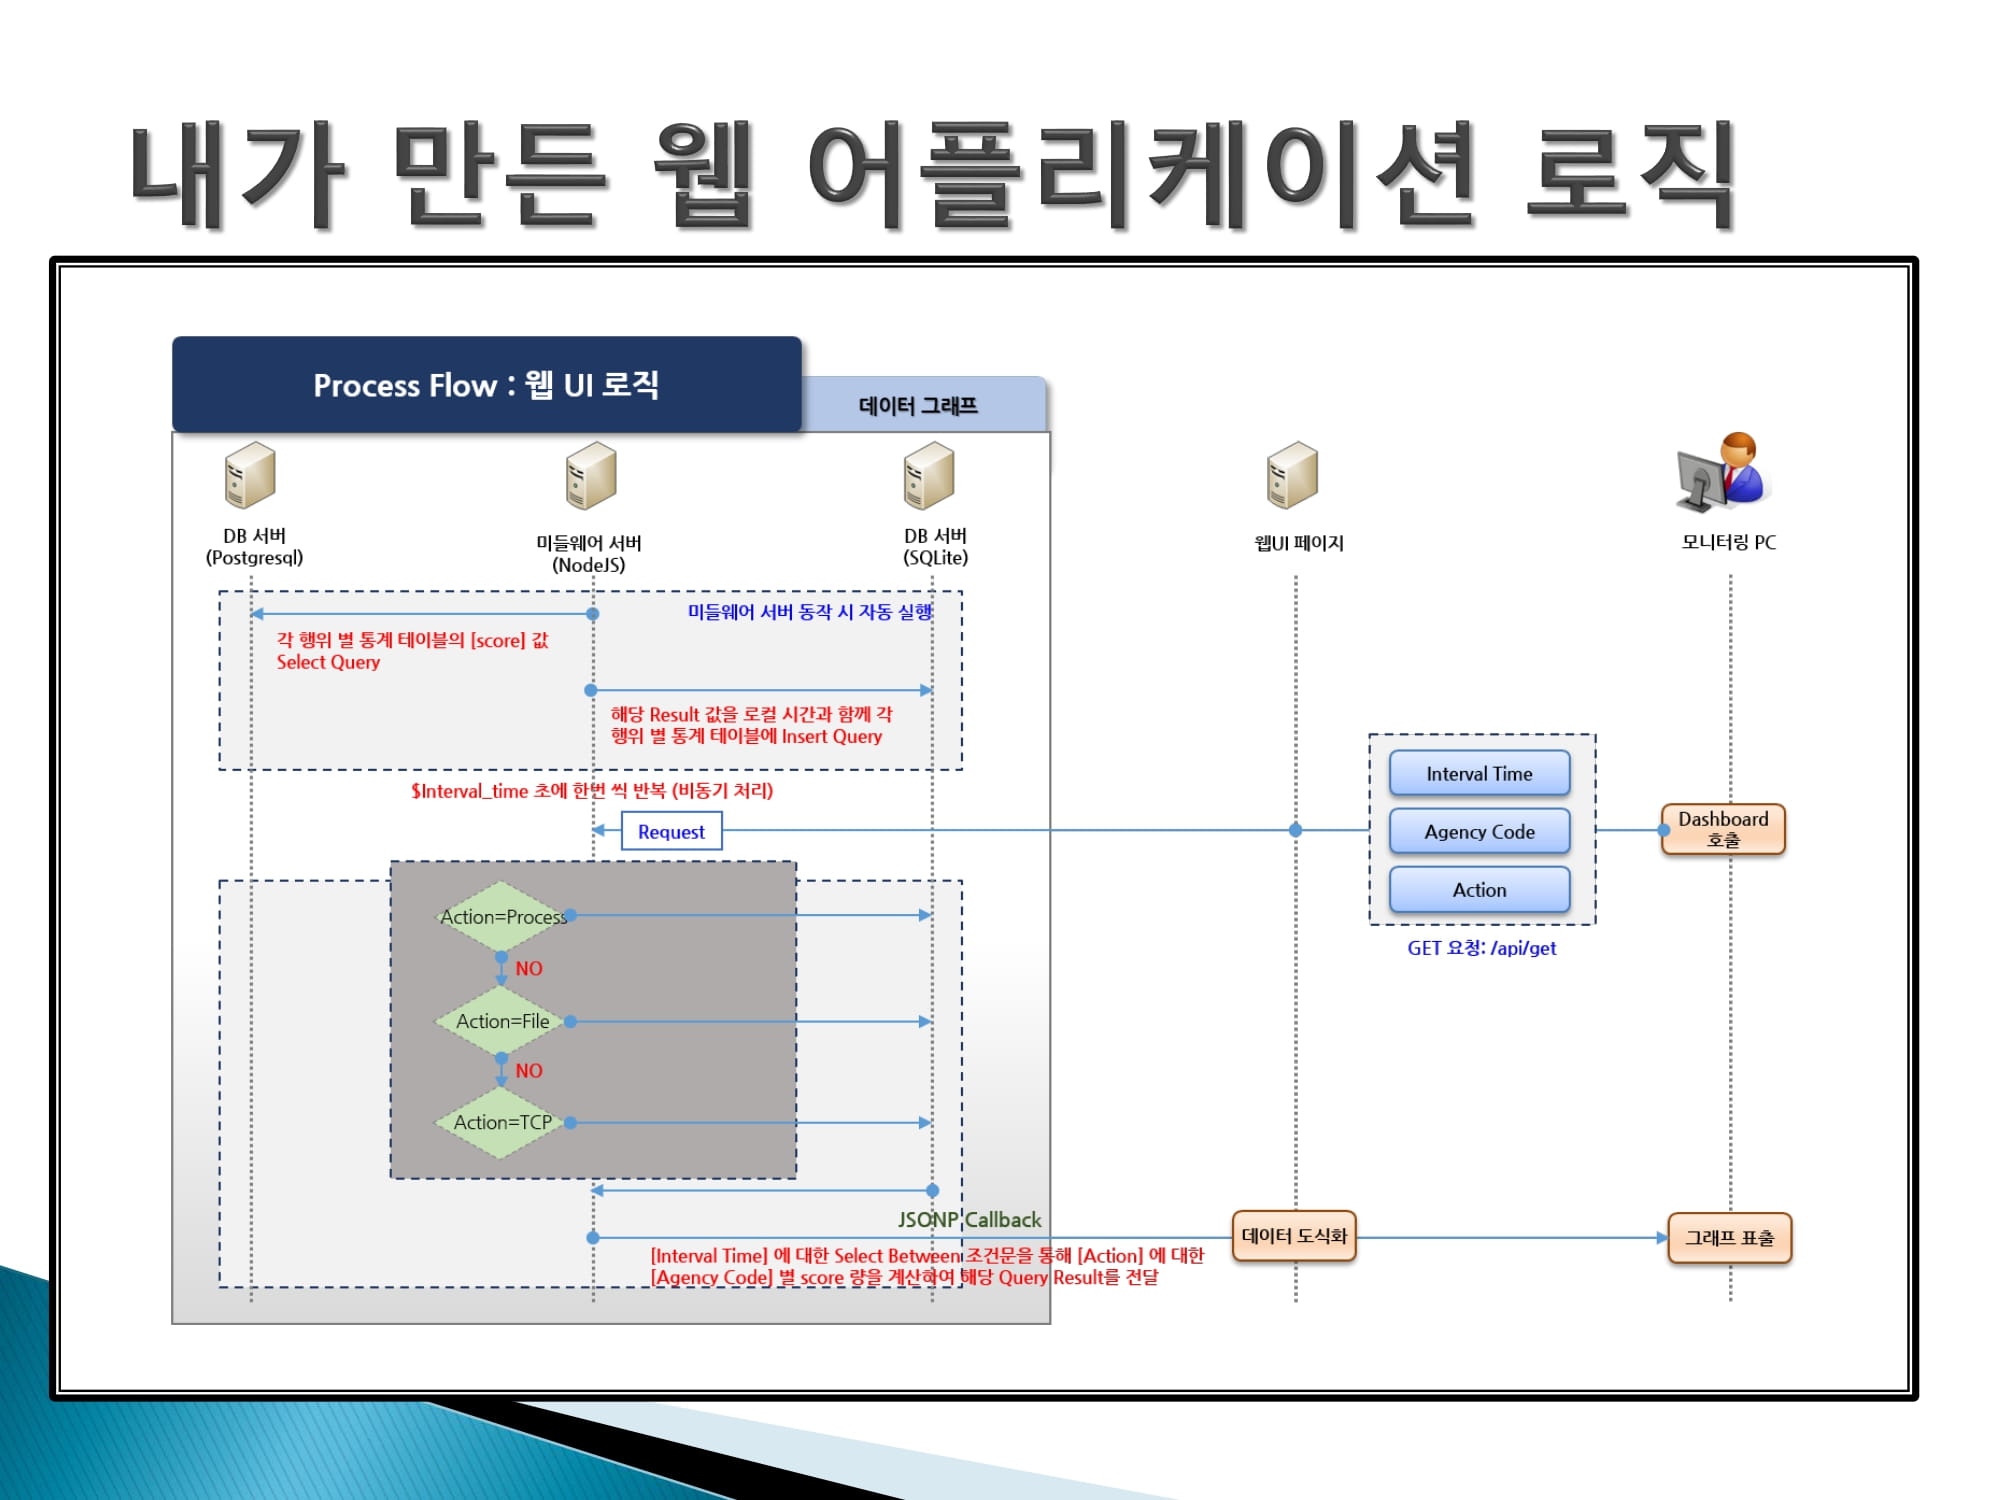 내가 만든 웹 어플리케이션 로직
Process Flow : 웹 UI 로직
데이터 그래프
DB 서버
(Postgresql)
미들웨어 서버
(NodeJS)
DB 서버
(SQLite)
웹UI 페이지
모니터링 PC
미들웨어 서버 동작 시 자동 실행
각 행위 별 통계 테이블의 [score] 값
Select Query
해당 Result 값을 로컬 시간과 함께 각
행위 별 통계 테이블에 Insert Query
$Interval_time 초에 한번 씩 반복 (비동기 처리)
Request
Interval Time
Agency Code
Action
Dashboard
호출
GET 요청: /api/get
Action=Process
NO
Action=File
NO
Action=TCP
JSONP Callback
[Interval Time] 에 대한 Select Between 조건문을 통해 [Action] 에 대한
[Agency Code] 별 score 량을 계산하여 해당 Query Result를 전달
데이터 도식화
그래프 표출